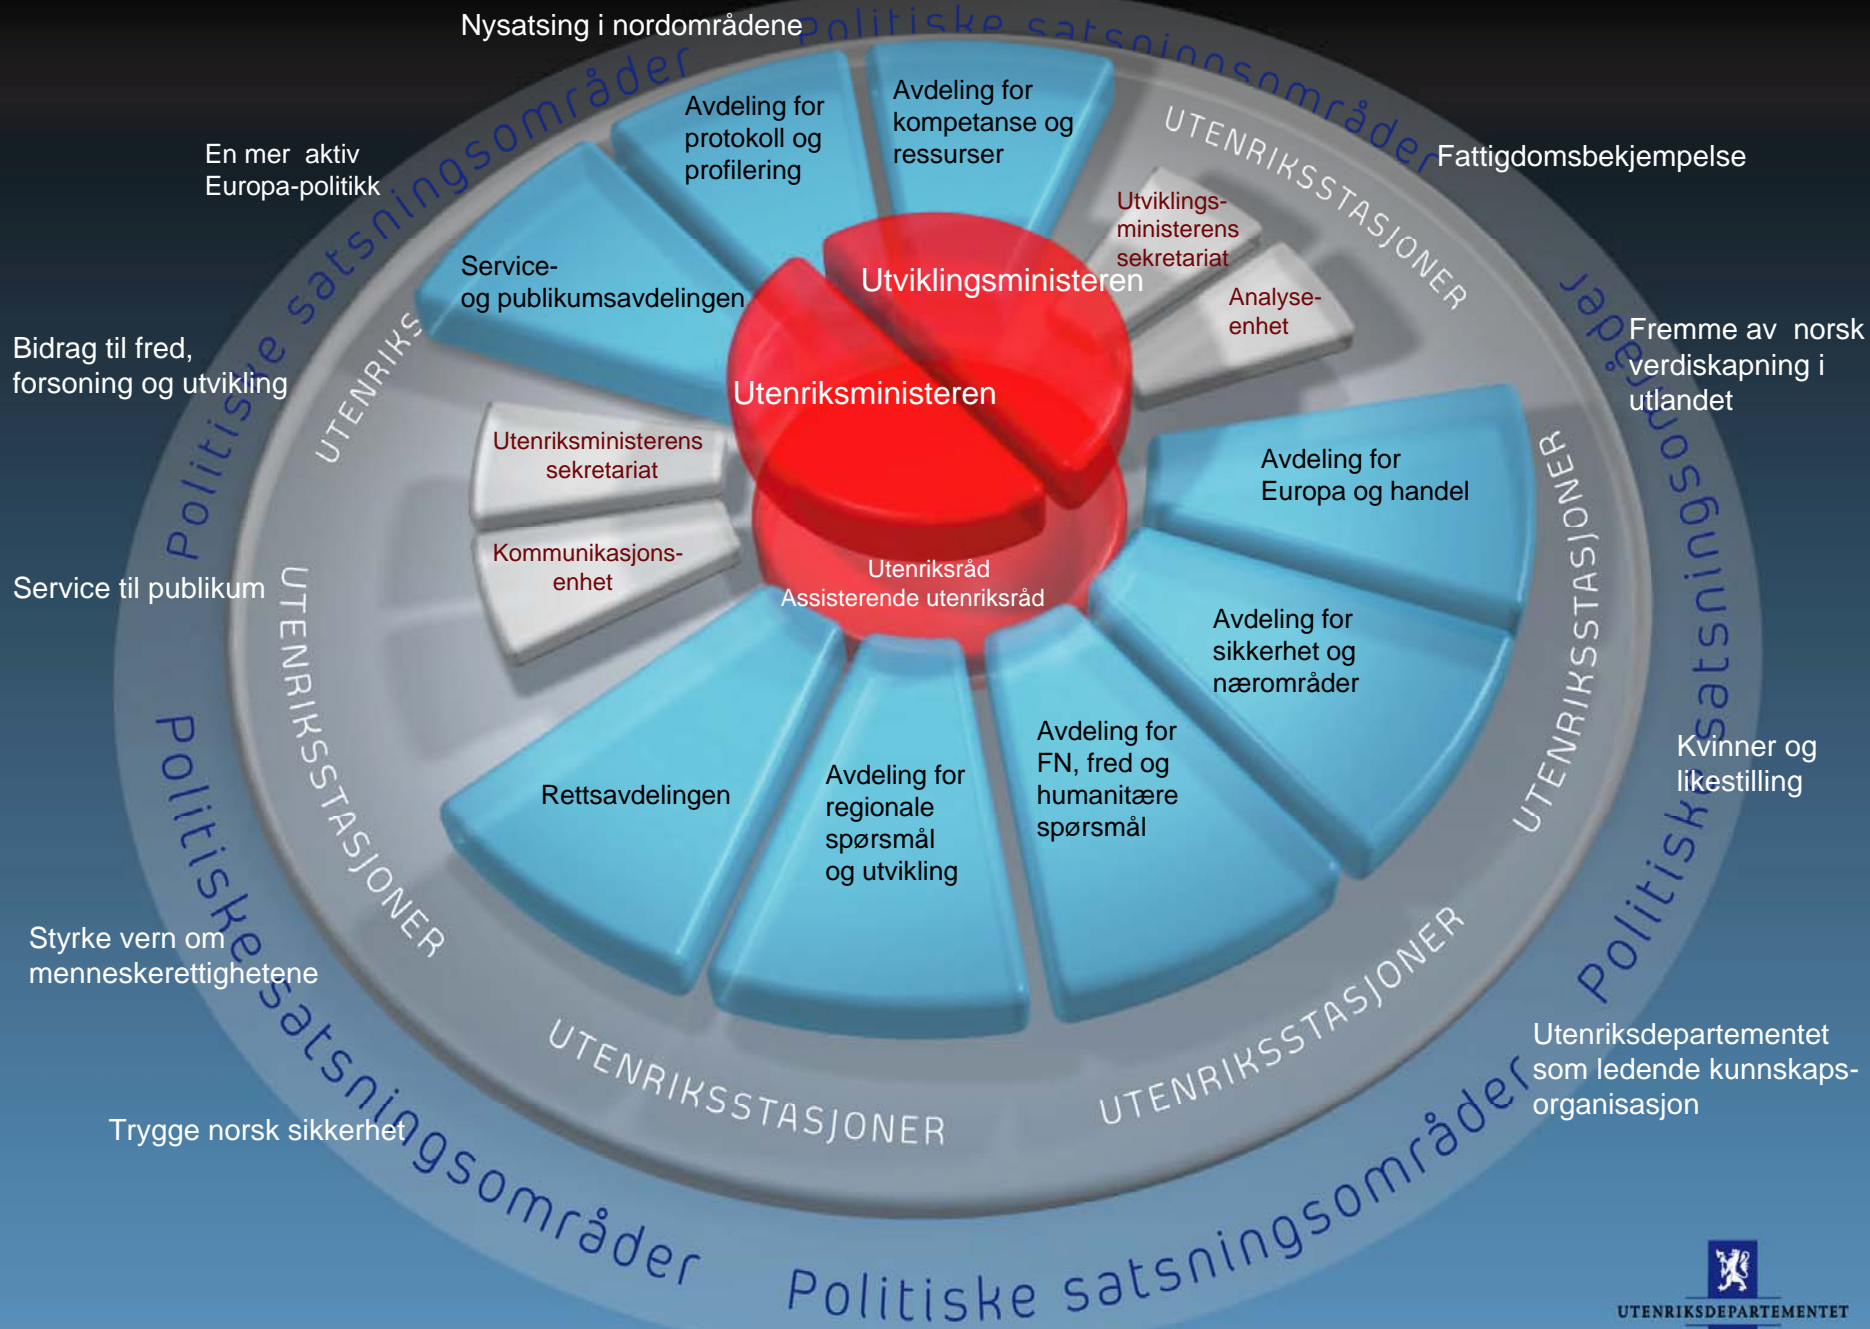 Nysatsing i nordområdene
Politiske satsningsområder
Politiske satsningsområder
Avdeling for
protokoll og
profilering
Avdeling for
kompetanse og
ressurser
UTENRIKSSTASJONER
Fattigdomsbekjempelse
En mer aktiv
Europa-politikk
Utviklings-
ministerens
sekretariat
Service-
og publikumsavdelingen
Utviklingsministeren
Analyse-
enhet
Politiske satsningsområder
Fremme av norsk
verdiskapning i
utlandet
Bidrag til fred,
forsoning og utvikling
UTENRIKS
Utenriksministeren
Utenriksministerens
sekretariat
Avdeling for
Europa og handel
UTENRIKSSTASJONER
Kommunikasjons-
enhet
Utenriksråd
Assisterende utenriksråd
Service til publikum
UTENRIKSSTASJONER
Avdeling for
sikkerhet og
nærområder
Kvinner og
likestilling
Rettsavdelingen
Avdeling for
regionale
spørsmål
og utvikling
Avdeling for
FN, fred og
humanitære
spørsmål
Politiske satsningsområder
Styrke vern om
menneskerettighetene
UTENRIKSSTASJONER
UTENRIKSSTASJONER
Utenriksdepartementet
som ledende kunnskaps-
organisasjon
Trygge norsk sikkerhet
Politiske satsningsområder
UTENRIKSDEPARTEMENTET